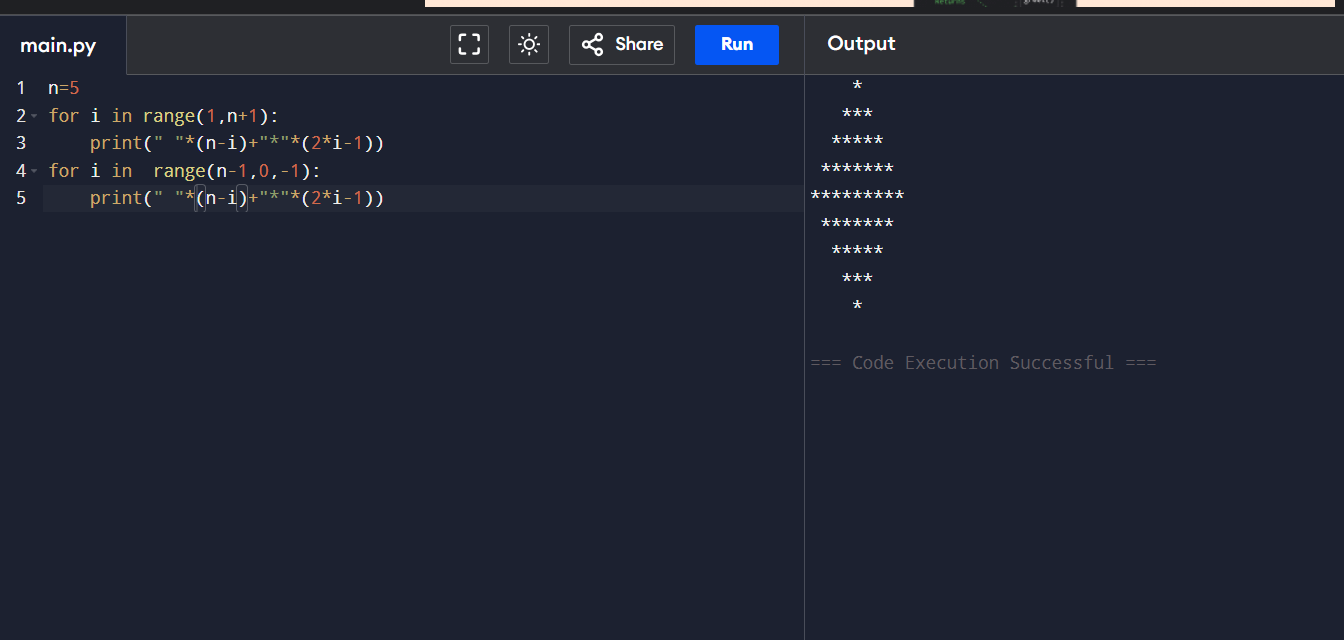 main.py
Share
Run
Output
1 n=5
2 for i in range(1,n+1):
3     print(" "*(n-i)+"*"*(2*i-1))
4 for i in  range(n-1,0,-1):
5     print(" "*(n-i)+"*"*(2*i-1))
    *
   ***
  *****
 *******
*********
 *******
  *****
   ***
    *
=== Code Execution Successful ===